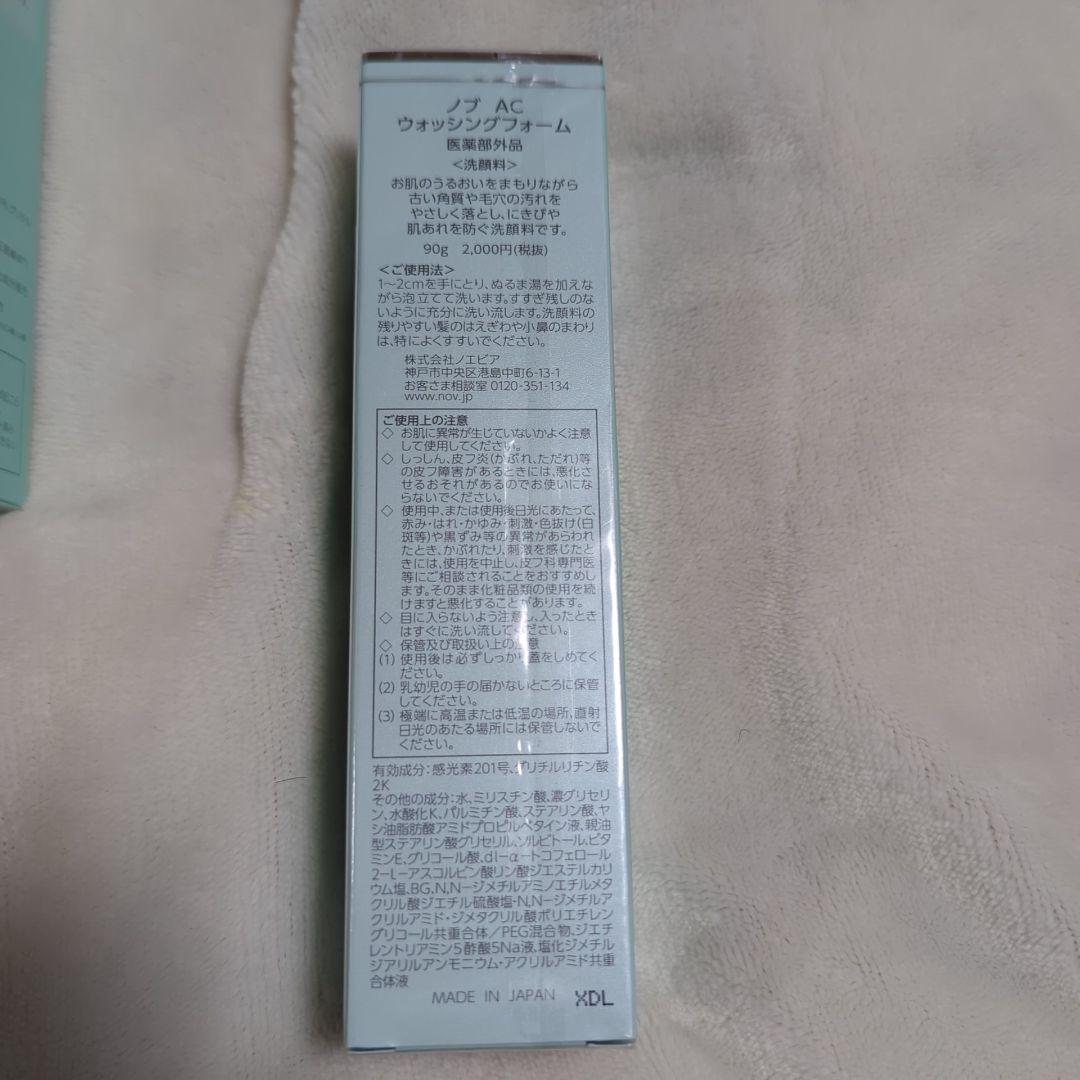 ノブ AC
ウォッシングフォーム
医薬部外品
<洗顔料>
お肌のうるおいをまもりながら
古い角質や毛穴の汚れを
やさしく落とし、にきびや
肌あれを防ぐ洗顔料です。
90g 2,000円(税抜)
<ご使用法>
1〜2cmを手にとり、ぬるま湯を加えな
がら泡立てて洗います。すすぎ残しのな
いように充分に洗い流します。洗顔料の
残りやすい髪のはえぎわや小鼻のまわり
は、特によくすすいでください。
株式会社ノエビア
神戸市中央区港島中町6-13-1
お客さま相談室 0120-351-134
www.nov.jp
ご使用上の注意
◇ お肌に異常が生じていないかよく注意
して使用してください。
◇ しっしん、皮フ炎(かぶれ、ただれ)等
の皮フ障害があるときには、悪化さ
せるおそれがあるのでお使いにな
らないでください。
◇ 使用中、または使用後日光にあたって、
赤み・はれ・かゆみ・刺激・色抜け(白
斑等)や黒ずみ等の異常があらわれ
たとき、かぶれたり、刺激を感じたと
きには、使用を中止し、皮フ科専門医
等にご相談されることをおすすめし
ます。そのまま化粧品類の使用を続
けますと悪化することがあります。
◇ 目に入らないよう注意し、入ったとき
はすぐに洗い流してください。
◇ 保管及び取扱い上の注意
(1) 使用後は必ずしっかり蓋をしめてく
ださい。
(2) 乳幼児の手の届かないところに保管
してください。
(3) 極端に高温または低温の場所、直射
日光のあたる場所には保管しないで
ください。
有効成分：感光素201号、グリチルリチン酸
2K
その他の成分：水、ミリスチン酸、濃グリセリ
ン、水酸化K、パルミチン酸、ステアリン酸、ヤ
シ油脂肪酸アミドプロピルベタイン液、親油
型ステアリン酸グリセリル、ソルビトール、ビタ
ミンE、グリコール酸、dl-α-トコフェロール
2-L-アスコルビン酸リン酸ジエステルカリ
ウム塩、BG、N,N-ジメチルアミノエチルメタ
クリル酸ジエチル硫酸塩・N,N-ジメチルア
クリルアミド・ジメタクリル酸ポリエチレン
グリコール共重合体/PEG混合物、ジエチ
レントリアミン5酢酸5Na液、塩化ジメチル
ジアリルアンモニウム・アクリルアミド共重
合体液
MADE IN JAPAN XDL